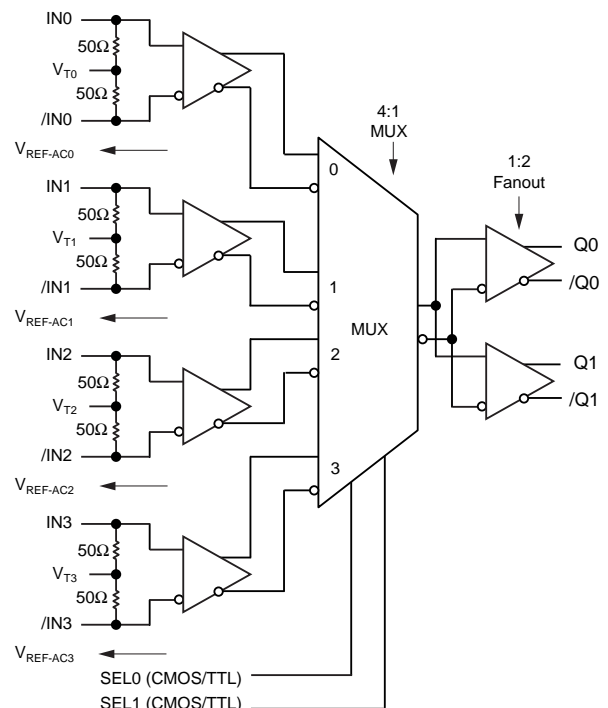 IN0
50Ω
VT0
50Ω
/IN0
VREF-AC0
IN1
50Ω
VT1
50Ω
/IN1
VREF-AC1
IN2
50Ω
VT2
50Ω
/IN2
VREF-AC2
IN3
50Ω
VT3
50Ω
/IN3
VREF-AC3
SEL0 (CMOS/TTL)
SEL1 (CMOS/TTL)
4:1
MUX
0
1
2
3
MUX
1:2
Fanout
Q0
/Q0
Q1
/Q1